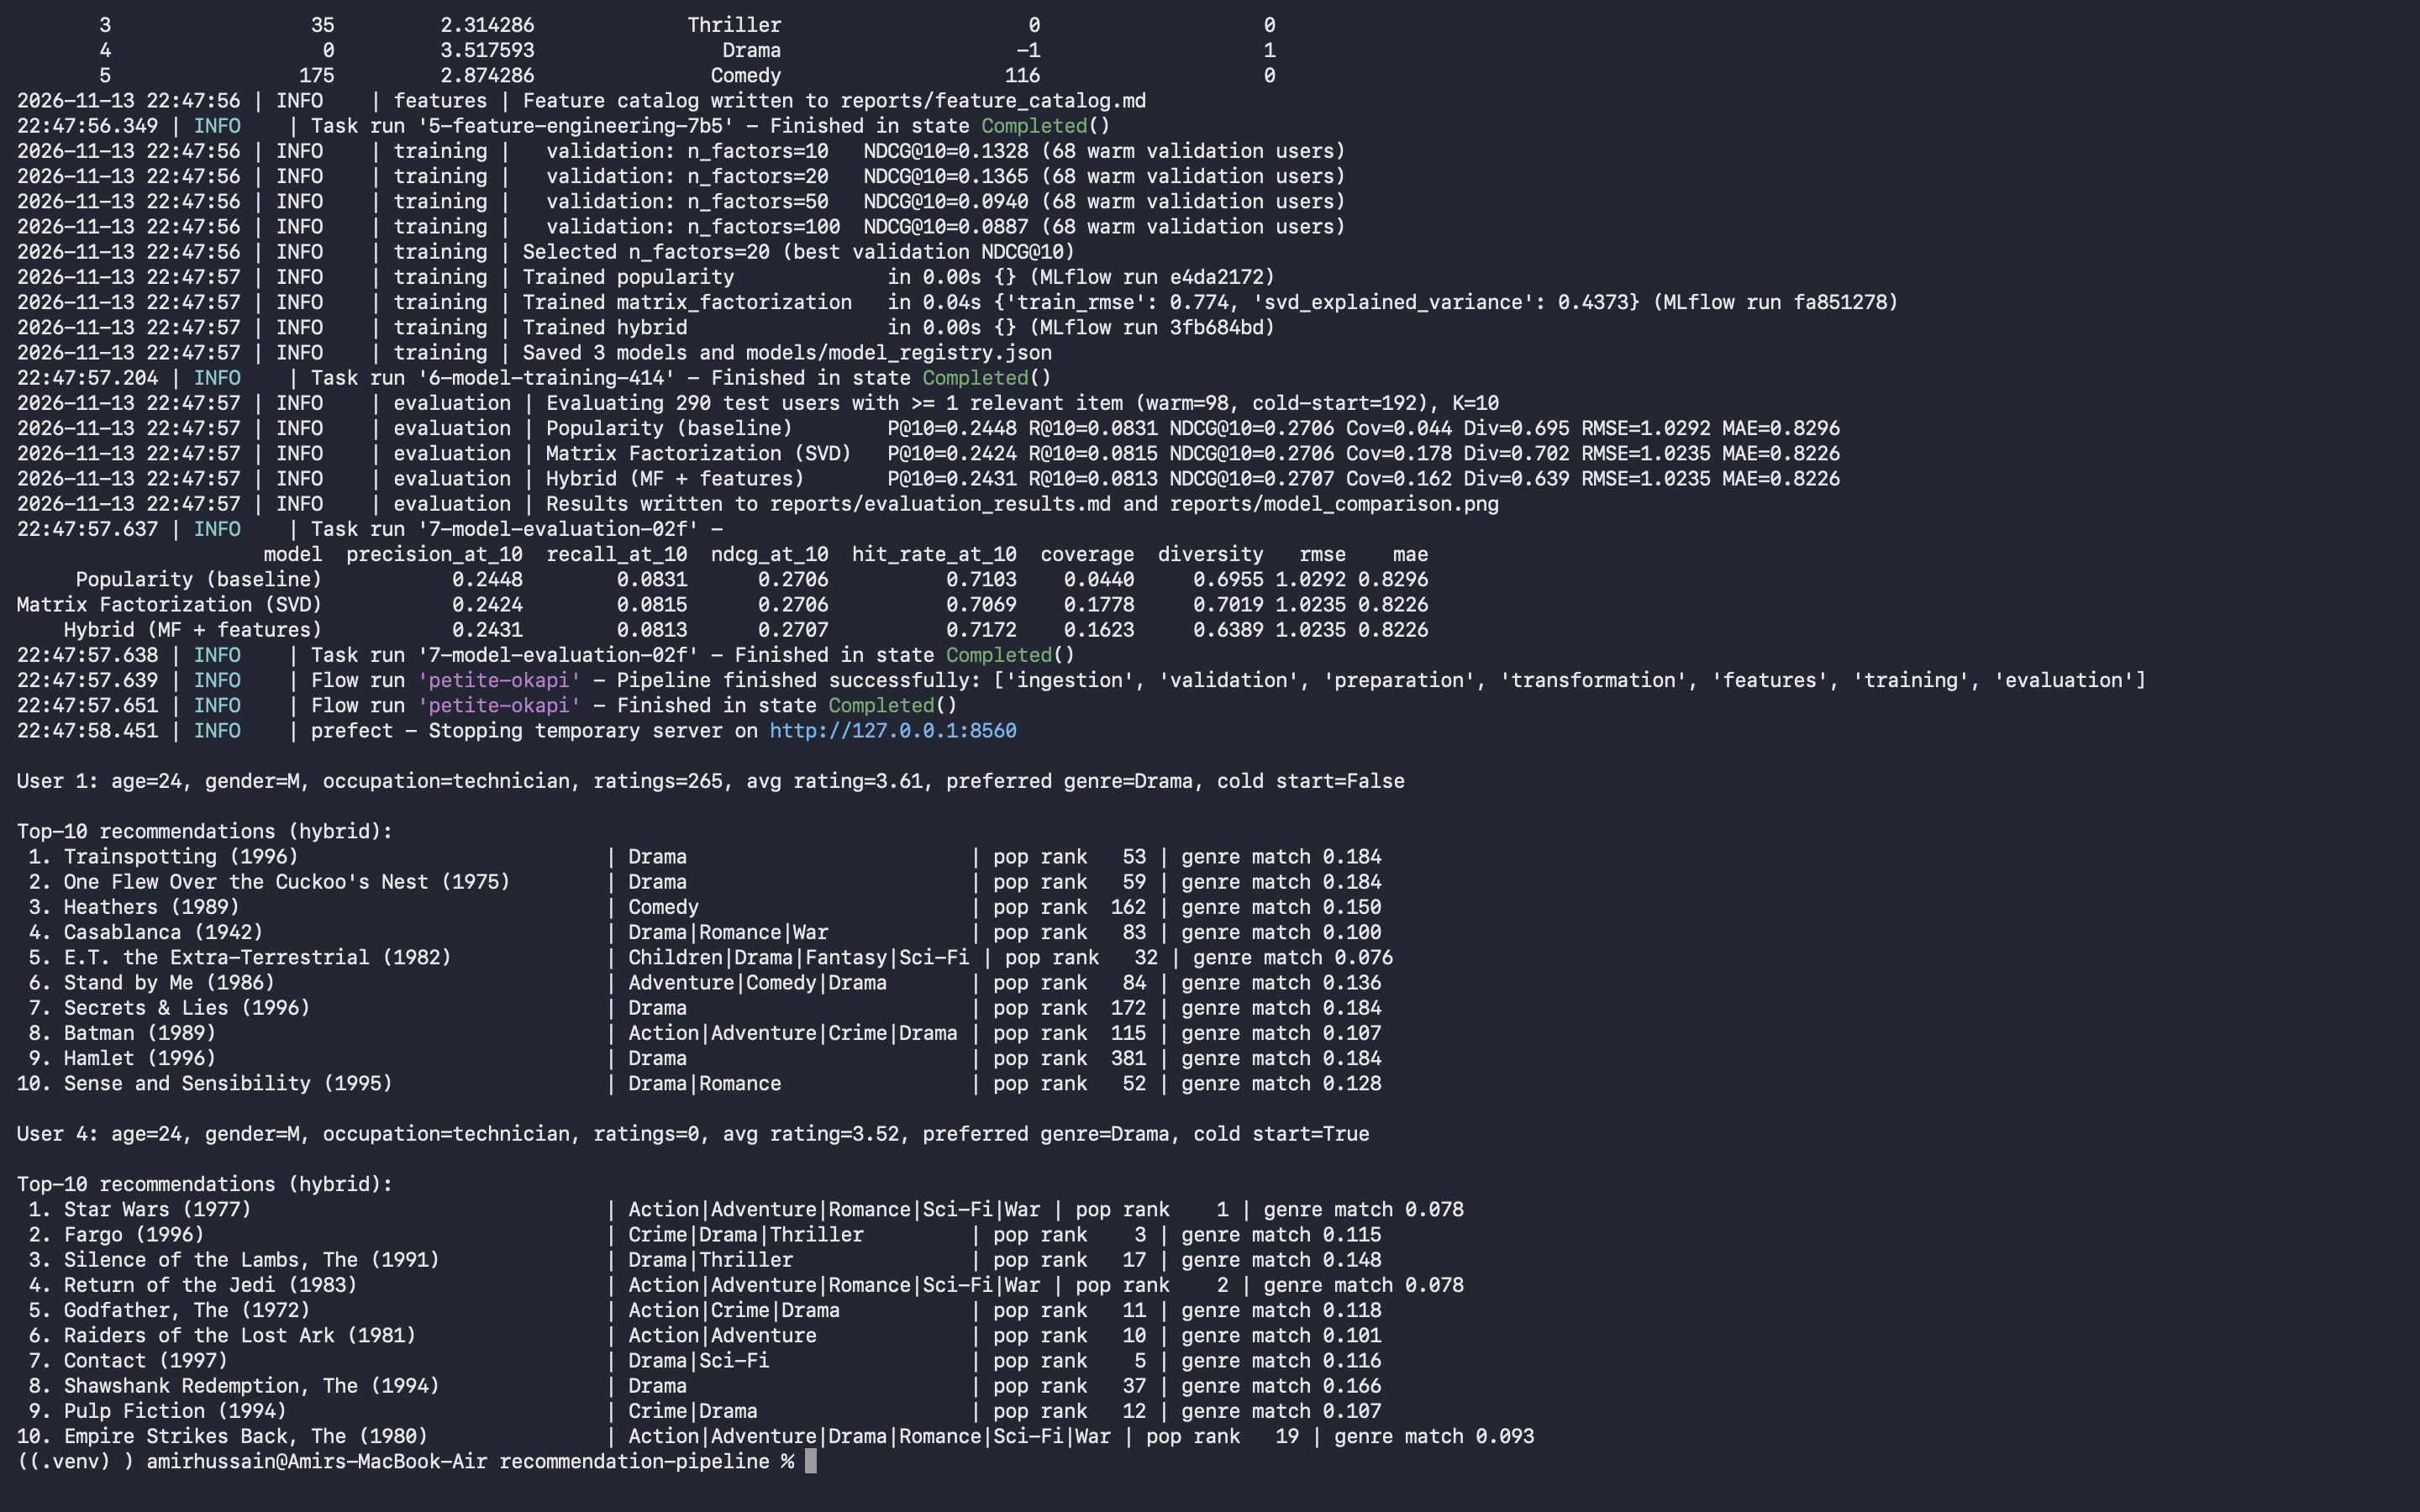 3                 35         2.314286             Thriller                     0                   0
4                  0         3.517593                Drama                    -1                   1
5                175         2.874286               Comedy                   116                   0
2026-11-13 22:47:56 | INFO    | features | Feature catalog written to reports/feature_catalog.md
22:47:56.349 | INFO    | Task run '5-feature-engineering-7b5' - Finished in state Completed()
2026-11-13 22:47:56 | INFO    | training |   validation: n_factors=10   NDCG@10=0.1328 (68 warm validation users)
2026-11-13 22:47:56 | INFO    | training |   validation: n_factors=20   NDCG@10=0.1365 (68 warm validation users)
2026-11-13 22:47:56 | INFO    | training |   validation: n_factors=50   NDCG@10=0.0940 (68 warm validation users)
2026-11-13 22:47:56 | INFO    | training |   validation: n_factors=100  NDCG@10=0.0887 (68 warm validation users)
2026-11-13 22:47:56 | INFO    | training | Selected n_factors=20 (best validation NDCG@10)
2026-11-13 22:47:57 | INFO    | training | Trained popularity             in 0.00s {} (MLflow run e4da2172)
2026-11-13 22:47:57 | INFO    | training | Trained matrix_factorization   in 0.04s {'train_rmse': 0.774, 'svd_explained_variance': 0.4373} (MLflow run fa851278)
2026-11-13 22:47:57 | INFO    | training | Trained hybrid                 in 0.00s {} (MLflow run 3fb684bd)
2026-11-13 22:47:57 | INFO    | training | Saved 3 models and models/model_registry.json
22:47:57.204 | INFO    | Task run '6-model-training-414' - Finished in state Completed()
2026-11-13 22:47:57 | INFO    | evaluation | Evaluating 290 test users with >= 1 relevant item (warm=98, cold-start=192), K=10
2026-11-13 22:47:57 | INFO    | evaluation | Popularity (baseline)        P@10=0.2448 R@10=0.0831 NDCG@10=0.2706 Cov=0.044 Div=0.695 RMSE=1.0292 MAE=0.8296
2026-11-13 22:47:57 | INFO    | evaluation | Matrix Factorization (SVD)   P@10=0.2424 R@10=0.0815 NDCG@10=0.2706 Cov=0.178 Div=0.702 RMSE=1.0235 MAE=0.8226
2026-11-13 22:47:57 | INFO    | evaluation | Hybrid (MF + features)       P@10=0.2431 R@10=0.0813 NDCG@10=0.2707 Cov=0.162 Div=0.639 RMSE=1.0235 MAE=0.8226
2026-11-13 22:47:57 | INFO    | evaluation | Results written to reports/evaluation_results.md and reports/model_comparison.png
22:47:57.637 | INFO    | Task run '7-model-evaluation-02f' -
model  precision_at_10  recall_at_10  ndcg_at_10  hit_rate_at_10  coverage  diversity   rmse    mae
Popularity (baseline)           0.2448        0.0831      0.2706          0.7103    0.0440     0.6955 1.0292 0.8296
Matrix Factorization (SVD)           0.2424        0.0815      0.2706          0.7069    0.1778     0.7019 1.0235 0.8226
Hybrid (MF + features)           0.2431        0.0813      0.2707          0.7172    0.1623     0.6389 1.0235 0.8226
22:47:57.638 | INFO    | Task run '7-model-evaluation-02f' - Finished in state Completed()
22:47:57.639 | INFO    | Flow run 'petite-okapi' - Pipeline finished successfully: ['ingestion', 'validation', 'preparation', 'transformation', 'features', 'training', 'evaluation']
22:47:57.651 | INFO    | Flow run 'petite-okapi' - Finished in state Completed()
22:47:58.451 | INFO    | prefect - Stopping temporary server on http://127.0.0.1:8560
User 1: age=24, gender=M, occupation=technician, ratings=265, avg rating=3.61, preferred genre=Drama, cold start=False
Top-10 recommendations (hybrid):
1. Trainspotting (1996)                          | Drama                        | pop rank   53 | genre match 0.184
2. One Flew Over the Cuckoo's Nest (1975)        | Drama                        | pop rank   59 | genre match 0.184
3. Heathers (1989)                               | Comedy                       | pop rank  162 | genre match 0.150
4. Casablanca (1942)                             | Drama|Romance|War            | pop rank   83 | genre match 0.100
5. E.T. the Extra-Terrestrial (1982)             | Children|Drama|Fantasy|Sci-Fi | pop rank   32 | genre match 0.076
6. Stand by Me (1986)                            | Adventure|Comedy|Drama       | pop rank   84 | genre match 0.136
7. Secrets & Lies (1996)                         | Drama                        | pop rank  172 | genre match 0.184
8. Batman (1989)                                 | Action|Adventure|Crime|Drama | pop rank  115 | genre match 0.107
9. Hamlet (1996)                                 | Drama                        | pop rank  381 | genre match 0.184
10. Sense and Sensibility (1995)                  | Drama|Romance                | pop rank   52 | genre match 0.128
User 4: age=24, gender=M, occupation=technician, ratings=0, avg rating=3.52, preferred genre=Drama, cold start=True
Top-10 recommendations (hybrid):
1. Star Wars (1977)                              | Action|Adventure|Romance|Sci-Fi|War | pop rank    1 | genre match 0.078
2. Fargo (1996)                                  | Crime|Drama|Thriller         | pop rank    3 | genre match 0.115
3. Silence of the Lambs, The (1991)              | Drama|Thriller               | pop rank   17 | genre match 0.148
4. Return of the Jedi (1983)                     | Action|Adventure|Romance|Sci-Fi|War | pop rank    2 | genre match 0.078
5. Godfather, The (1972)                         | Action|Crime|Drama           | pop rank   11 | genre match 0.118
6. Raiders of the Lost Ark (1981)                | Action|Adventure             | pop rank   10 | genre match 0.101
7. Contact (1997)                                | Drama|Sci-Fi                 | pop rank    5 | genre match 0.116
8. Shawshank Redemption, The (1994)              | Drama                        | pop rank   37 | genre match 0.166
9. Pulp Fiction (1994)                           | Crime|Drama                  | pop rank   12 | genre match 0.107
10. Empire Strikes Back, The (1980)               | Action|Adventure|Drama|Romance|Sci-Fi|War | pop rank   19 | genre match 0.093
((.venv) ) amirhussain@Amirs-MacBook-Air recommendation-pipeline %